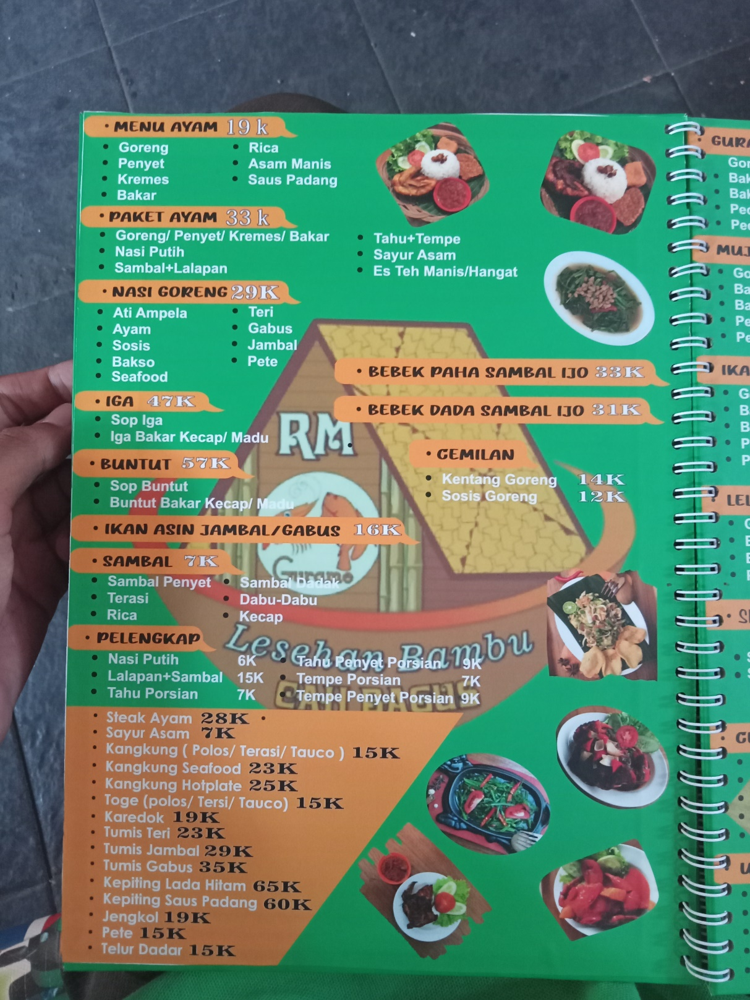 • MENU AYAM 19 k
• Goreng
• Penyet
• Kremes
• Bakar
• Rica
• Asam Manis
• Saus Padang
• PAKET AYAM 33 k
• Goreng/ Penyet/ Kremes/ Bakar
• Nasi Putih
• Sambal+Lalapan
• Tahu+Tempe
• Sayur Asam
• Es Teh Manis/Hangat
• NASI GORENG 29K
• Ati Ampela
• Ayam
• Sosis
• Bakso
• Seafood
• Teri
• Gabus
• Jambal
• Pete
• IGA 47K
• Sop Iga
• Iga Bakar Kecap/ Madu
• BUNTUT 57K
• Sop Buntut
• Buntut Bakar Kecap/ Madu
• IKAN ASIN JAMBAL/GABUS 16K
• SAMBAL 7K
• Sambal Penyet
• Terasi
• Rica
• Sambal Dadak
• Dabu-Dabu
• Kecap
• PELENGKAP
• Nasi Putih 6K
• Lalapan+Sambal 15K
• Tahu Porsian 7K
• Tahu Penyet Porsian 9K
• Tempe Porsian 7K
• Tempe Penyet Porsian 9K
• Steak Ayam 28K •
• Sayur Asam 7K
• Kangkung ( Polos/ Terasi/ Tauco ) 15K
• Kangkung Seafood 23K
• Kangkung Hotplate 25K
• Toge (polos/ Tersi/ Tauco) 15K
• Karedok 19K
• Tumis Teri 23K
• Tumis Jambal 29K
• Tumis Gabus 35K
• Kepiting Lada Hitam 65K
• Kepiting Saus Padang 60K
• Jengkol 19K
• Pete 15K
• Telur Dadar 15K
• BEBEK PAHA SAMBAL IJO 33K
• BEBEK DADA SAMBAL IJO 31K
• GEMILAN
• Kentang Goreng 14K
• Sosis Goreng 12K
RM.
Gurame
Lesehan Bambu